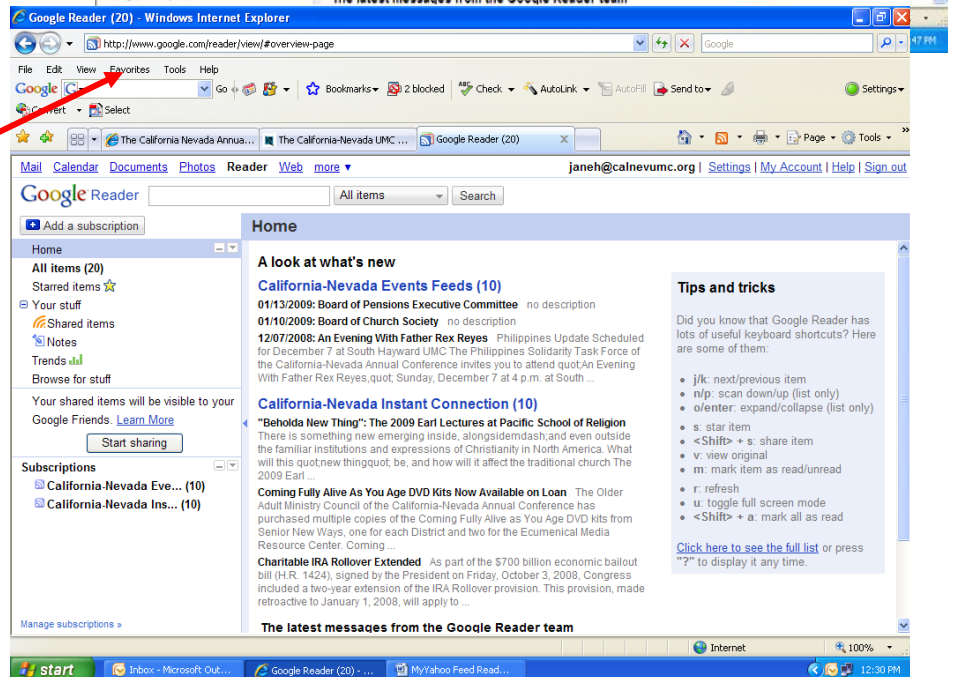 The latest messages from the Google Reader team
Google Reader (20) - Windows Internet Explorer
http://www.google.com/reader/view/#overview-page
Google
47 PM
File Edit View Favorites Tools Help
Google G Go Bookmarks 2 blocked Check AutoLink AutoFill Send to Settings
Convert Select
The California Nevada Annua... The California-Nevada UMC ... Google Reader (20) x Page Tools »
Mail Calendar Documents Photos Reader Web more ▼ janeh@calnevumc.org | Settings | My Account | Help | Sign out
Google Reader All items Search
Add a subscription
Home
All items (20)
Starred items
Your stuff
Shared items
Notes
Trends
Browse for stuff
Your shared items will be visible to your
Google Friends. Learn More
Start sharing
Subscriptions
California-Nevada Eve... (10)
California-Nevada Ins... (10)
Manage subscriptions »
Home
A look at what's new
California-Nevada Events Feeds (10)
01/13/2009: Board of Pensions Executive Committee no description
01/10/2009: Board of Church Society no description
12/07/2008: An Evening With Father Rex Reyes Philippines Update Scheduled
for December 7 at South Hayward UMC The Philippines Solidarity Task Force of
the California-Nevada Annual Conference invites you to attend quot;An Evening
With Father Rex Reyes,quot; Sunday, December 7 at 4 p.m. at South ...
California-Nevada Instant Connection (10)
"Beholda New Thing": The 2009 Earl Lectures at Pacific School of Religion
There is something new emerging inside, alongsidemdash;and even outside
the familiar institutions and expressions of Christianity in North America. What
will this quot;new thingquot; be, and how will it affect the traditional church The
2009 Earl ...
Coming Fully Alive As You Age DVD Kits Now Available on Loan The Older
Adult Ministry Council of the California-Nevada Annual Conference has
purchased multiple copies of the Coming Fully Alive as You Age DVD kits from
Senior New Ways, one for each District and two for the Ecumenical Media
Resource Center. Coming ...
Charitable IRA Rollover Extended As part of the $700 billion economic bailout
bill (H.R. 1424), signed by the President on Friday, October 3, 2008, Congress
included a two-year extension of the IRA Rollover provision. This provision, made
retroactive to January 1, 2008, will apply to ...
The latest messages from the Google Reader team
Tips and tricks
Did you know that Google Reader has
lots of useful keyboard shortcuts? Here
are some of them:
j/k: next/previous item
n/p: scan down/up (list only)
o/enter: expand/collapse (list only)
s: star item
<Shift> + s: share item
v: view original
m: mark item as read/unread
r: refresh
u: toggle full screen mode
<Shift> + a: mark all as read
Click here to see the full list or press
"?" to display it any time.
Internet 100%
start Inbox - Microsoft Out... Google Reader (20) - ... MyYahoo Feed Read... 12:30 PM